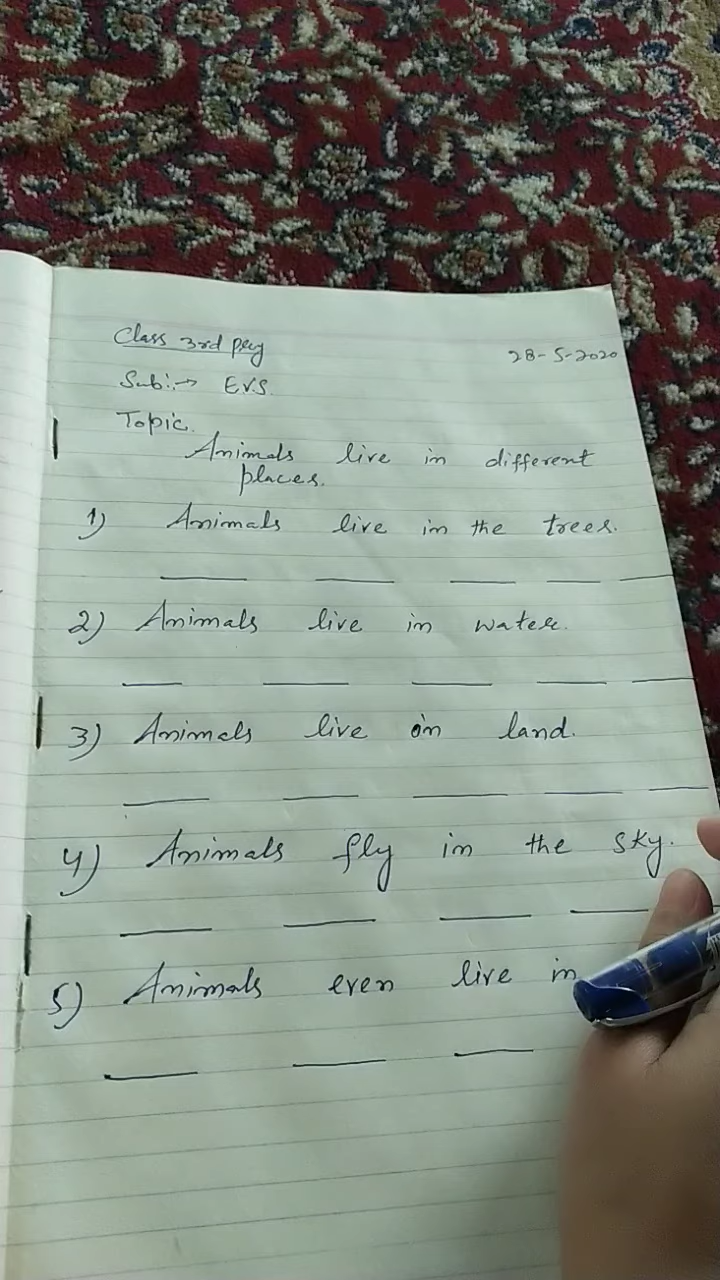 Class 3rd
28-5-2020
Sub:→ E.V.S.
Topic.
Animals live in different
places.
1) Animals live in the trees.
2) Animals live in water.
3) Animals live on land.
4) Animals fly in the sky.
5) Animals even live in